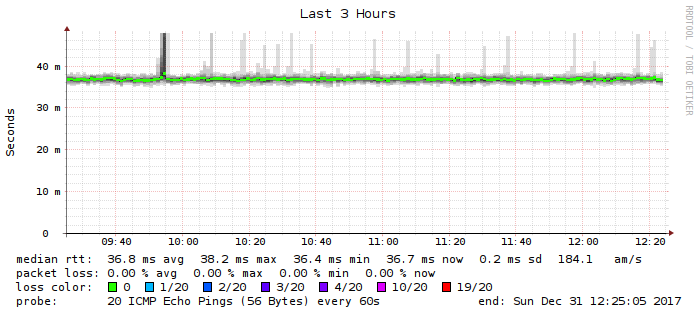 Last 3 Hours
RRDTOOL / TOBI OETIKER
Seconds
40 m
30 m
20 m
10 m
0
09:40 10:00 10:20 10:40 11:00 11:20 11:40 12:00 12:20
median rtt: 36.8 ms avg 38.2 ms max 36.4 ms min 36.7 ms now 0.2 ms sd 184.1 am/s
packet loss: 0.00 % avg 0.00 % max 0.00 % min 0.00 % now
loss color: 0 1/20 2/20 3/20 4/20 10/20 19/20
probe: 20 ICMP Echo Pings (56 Bytes) every 60s end: Sun Dec 31 12:25:05 2017